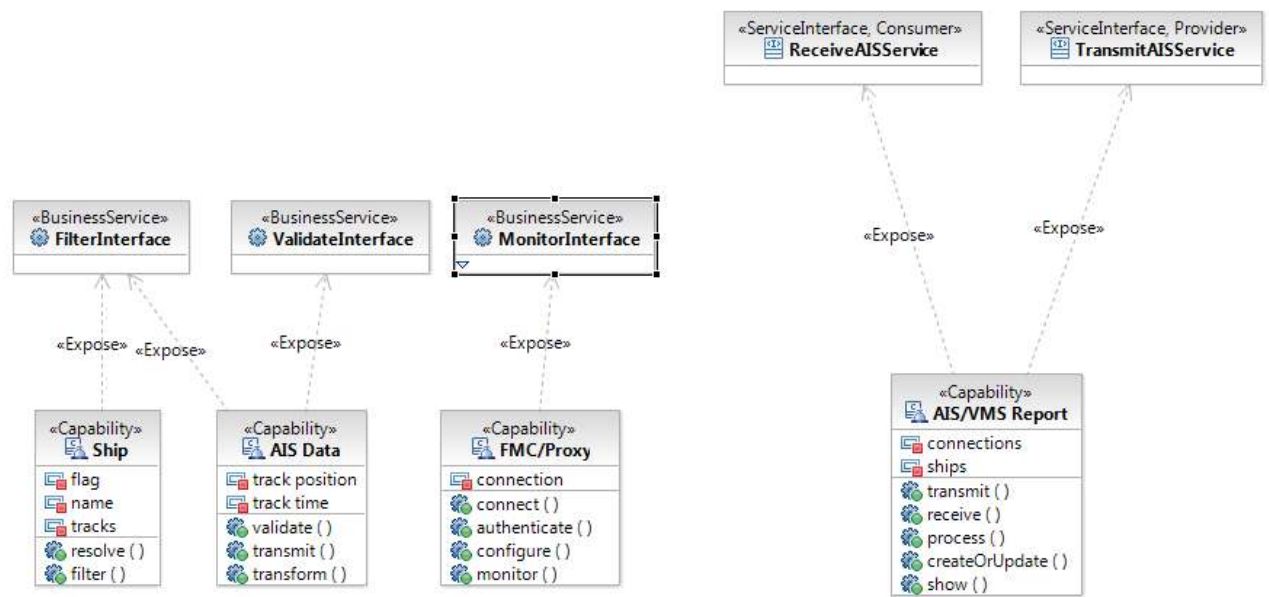 «ServiceInterface, Consumer»
ReceiveAISService
«ServiceInterface, Provider»
TransmitAISService
«BusinessService»
FilterInterface
«BusinessService»
ValidateInterface
«BusinessService»
MonitorInterface
«Expose»
«Expose»
«Expose»
«Expose»
«Expose»
«Expose»
«Capability»
Ship
flag
name
tracks
resolve ( )
filter ( )
«Capability»
AIS Data
track position
track time
validate ( )
transmit ( )
transform ( )
«Capability»
FMC/Proxy
connection
connect ( )
authenticate ( )
configure ( )
monitor ( )
«Capability»
AIS/VMS Report
connections
ships
transmit ( )
receive ( )
process ( )
createOrUpdate ( )
show ( )